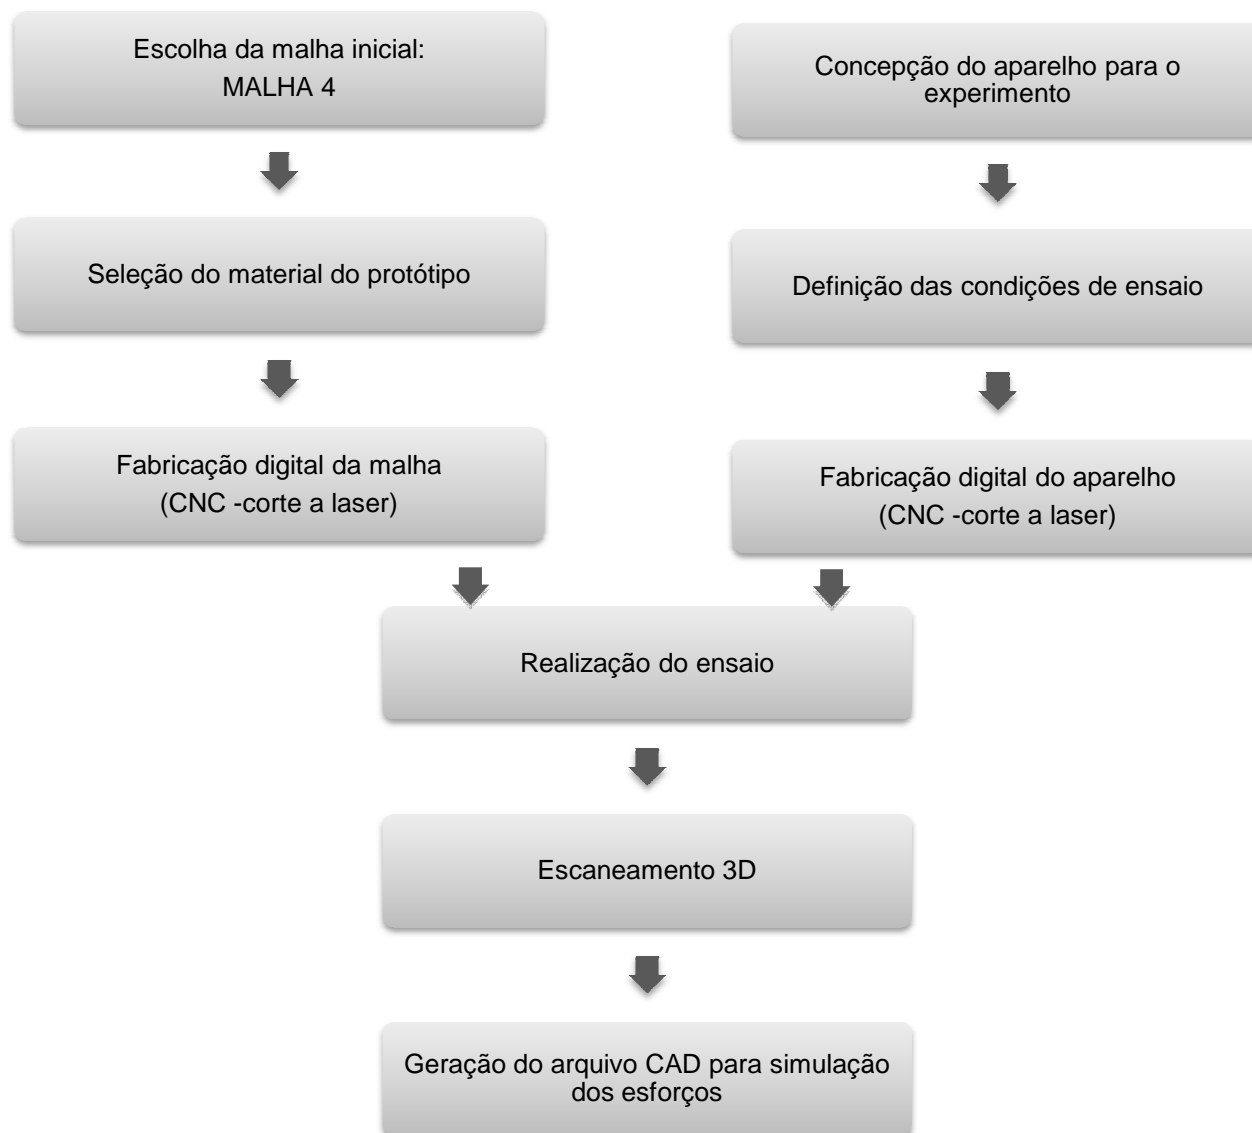 Escolha da malha inicial:
MALHA 4
Seleção do material do protótipo
Fabricação digital da malha
(CNC -corte a laser)
Concepção do aparelho para o
experimento
Definição das condições de ensaio
Fabricação digital do aparelho
(CNC -corte a laser)
Realização do ensaio
Escaneamento 3D
Geração do arquivo CAD para simulação
dos esforços